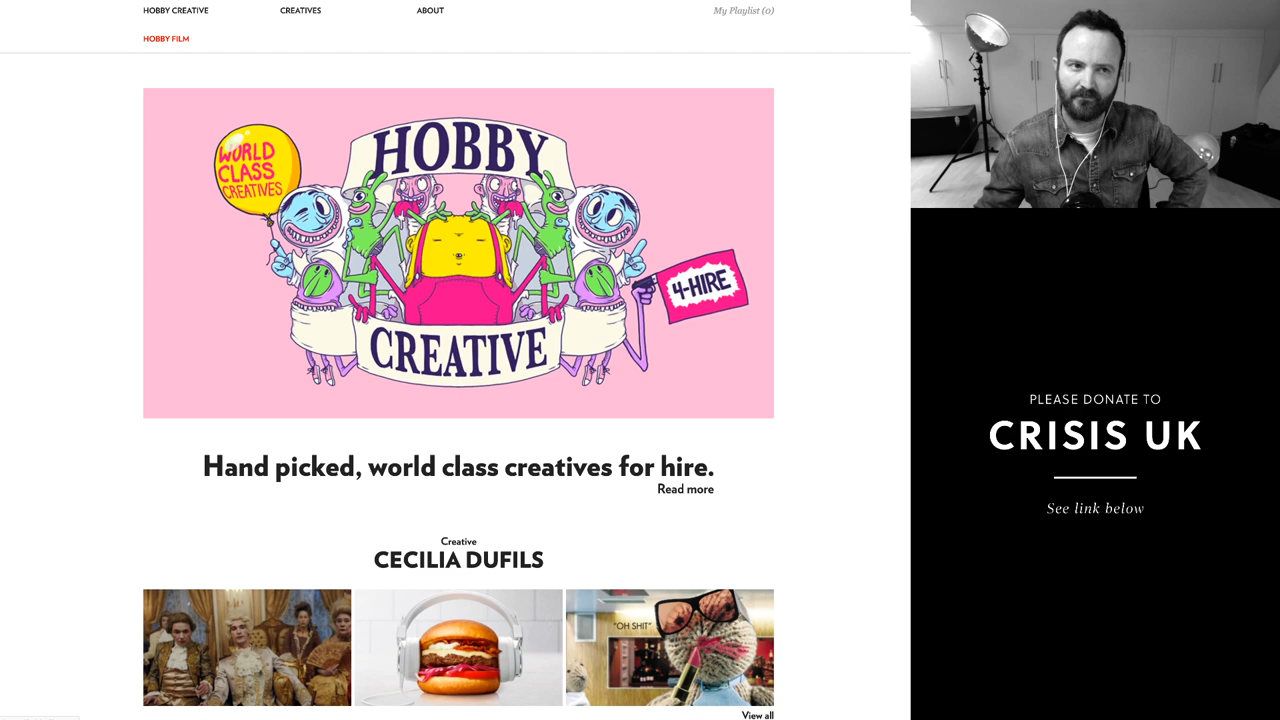 HOBBY CREATIVE
CREATIVES
ABOUT
My Playlist (0)
HOBBY FILM
WORLD
CLASS
CREATIVES
HOBBY
4-HIRE
CREATIVE
Hand picked, world class creatives for hire.
Read more
Creative
CECILIA DUFILS
"OH SHIT"
View all
PLEASE DONATE TO
CRISIS UK
See link below